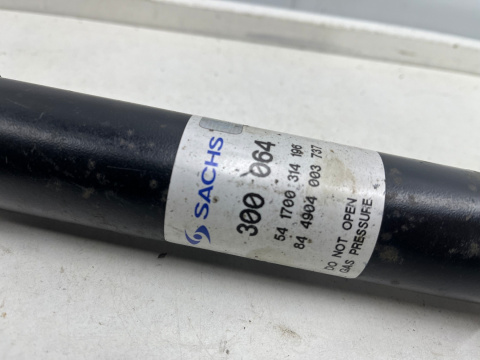 SACHS
300 064
54 1700 314 196
84 4904 003 737
DO NOT OPEN
GAS PRESSURE